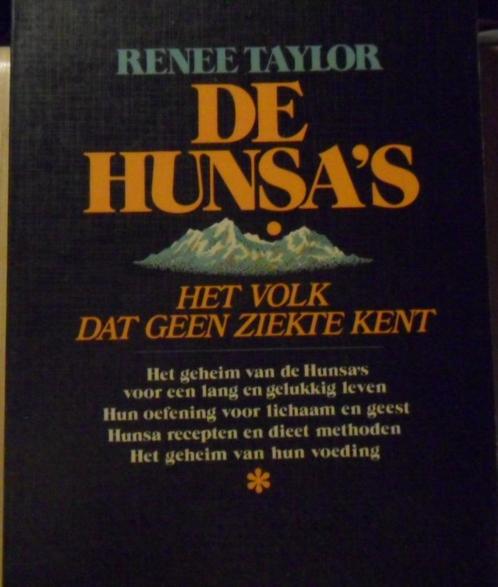 RENEE TAYLOR
DE
HUNSA'S
HET VOLK
DAT GEEN ZIEKTE KENT
Het geheim van de Hunsa's
voor een lang en gelukkig leven
Hun oefening voor lichaam en geest
Hunsa recepten en dieet methoden
Het geheim van hun voeding
*